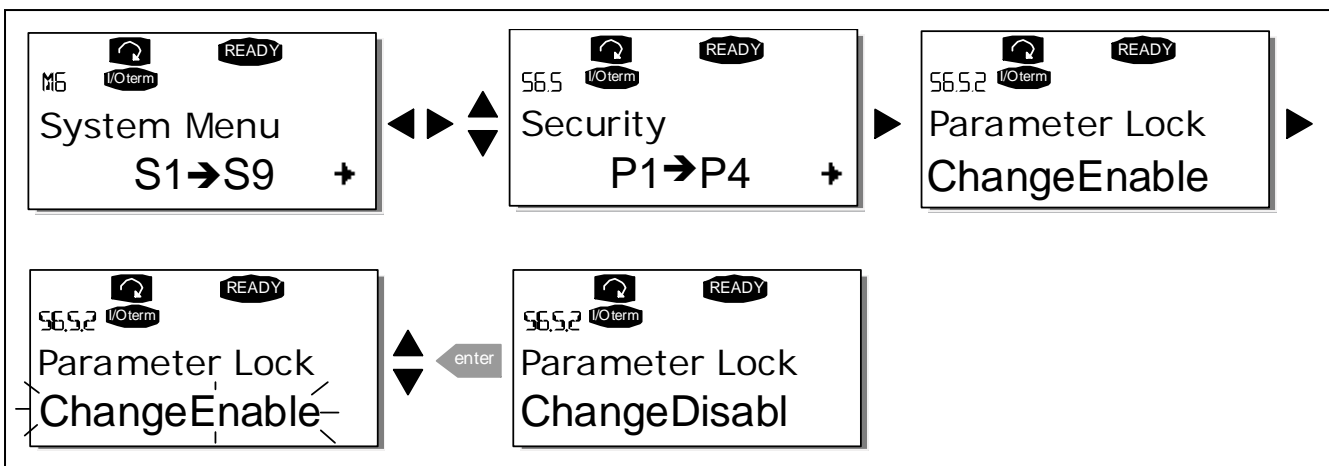 READY
M6 I/Oterm
System Menu
S1➔S9
READY
S6.5 I/Oterm
Security
P1➔P4
READY
S6.5.2 I/Oterm
Parameter Lock
ChangeEnable
READY
S6.5.2 I/Oterm
Parameter Lock
ChangeEnable
enter
READY
S6.5.2 I/Oterm
Parameter Lock
ChangeDisabl